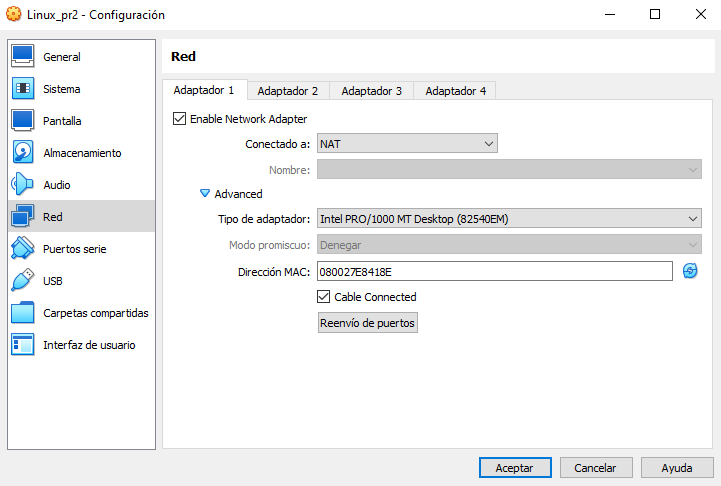 Linux_pr2 - Configuración
General
Sistema
Pantalla
Almacenamiento
Audio
Red
Puertos serie
USB
Carpetas compartidas
Interfaz de usuario
Red
Adaptador 1 Adaptador 2 Adaptador 3 Adaptador 4
Enable Network Adapter
Conectado a: NAT
Nombre:
Advanced
Tipo de adaptador: Intel PRO/1000 MT Desktop (82540EM)
Modo promiscuo: Denegar
Dirección MAC: 080027E8418E
Cable Connected
Reenvío de puertos
Aceptar Cancelar Ayuda